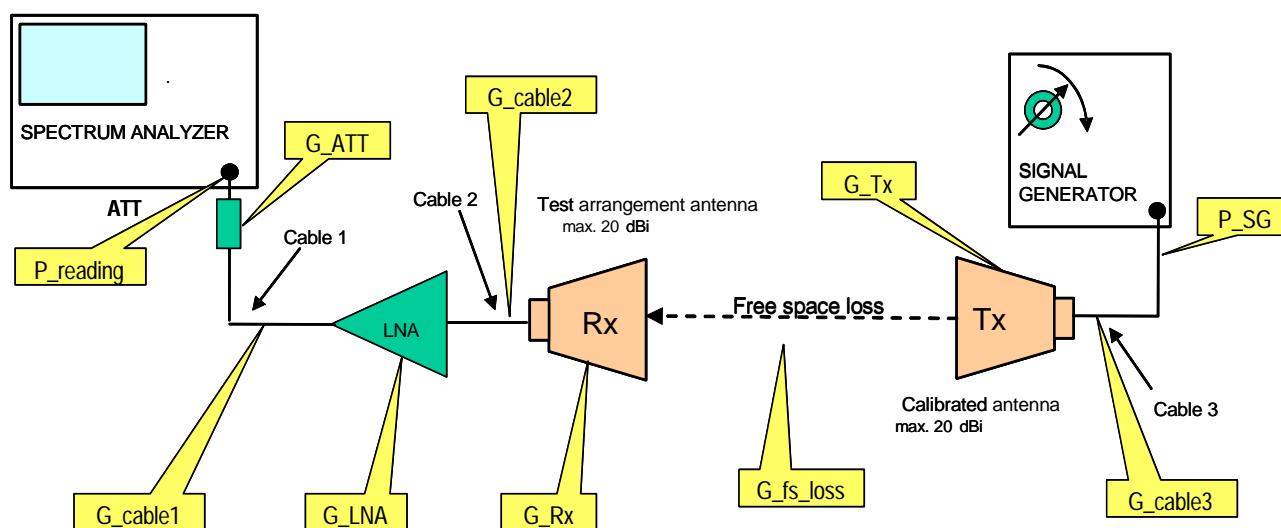 SPECTRUM ANALYZER
G_ATT
ATT
P_reading
Cable 1
G_cable1
LNA
G_LNA
Cable 2
G_cable2
Test arrangement antenna
max. 20 dBi
Rx
G_Rx
Free space loss
G_fs_loss
G_Tx
Tx
Calibrated antenna
max. 20 dBi
SIGNAL
GENERATOR
P_SG
Cable 3
G_cable3